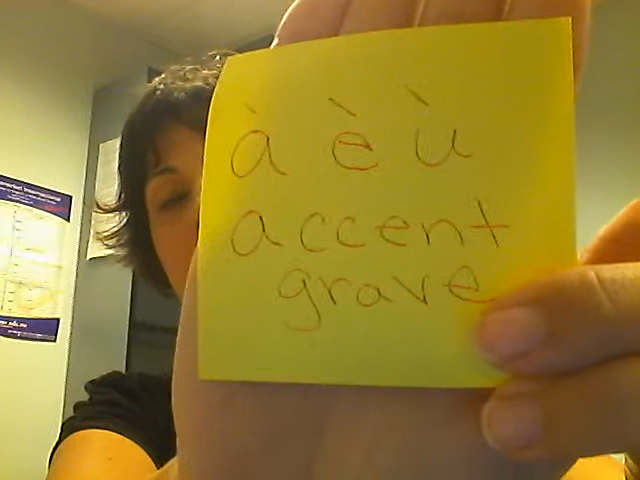 à è ù
accent
grave